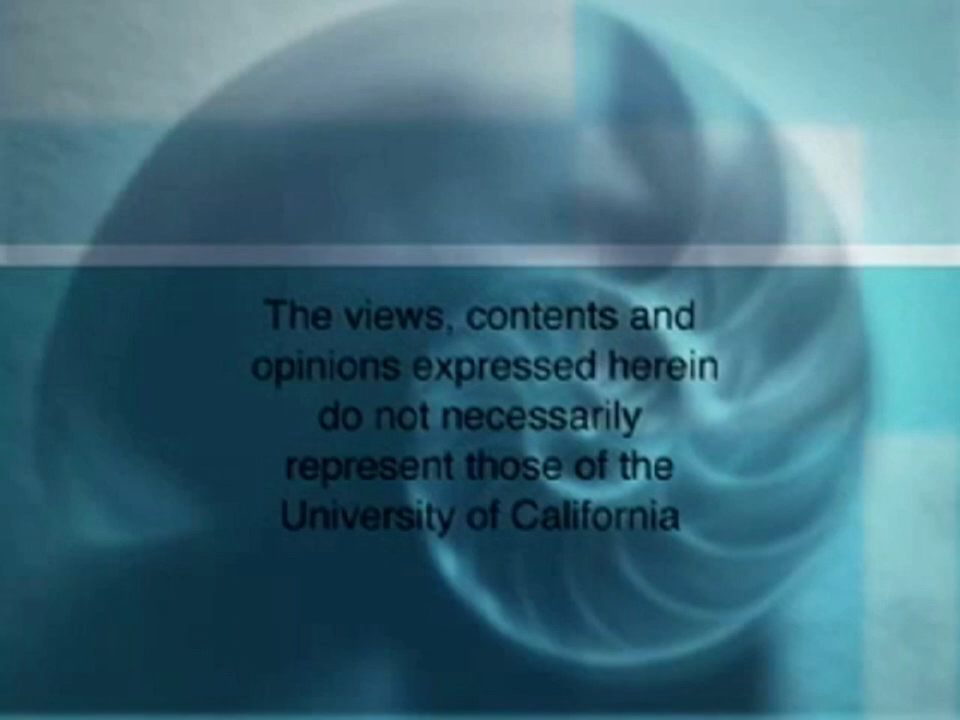 The views, contents and
opinions expressed herein
do not necessarily
represent those of the
University of California